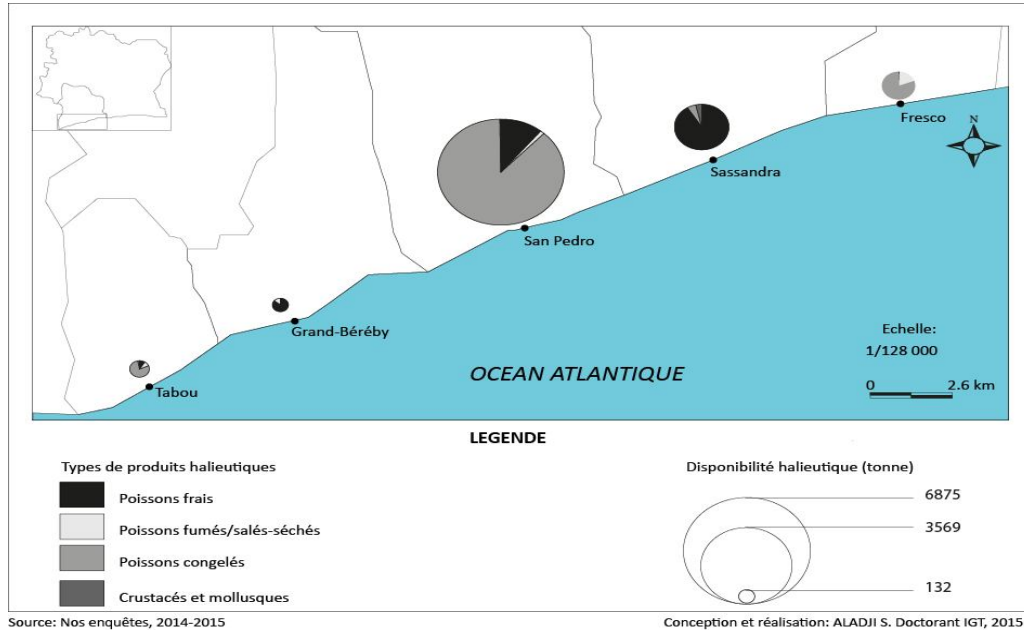 Fresco
N
Sassandra
San Pedro
Grand-Béréby
Echelle:
1/128 000
OCEAN ATLANTIQUE
0 2.6 km
Tabou
LEGENDE
Types de produits halieutiques
Poissons frais
Poissons fumés/salés-séchés
Poissons congelés
Crustacés et mollusques
Disponibilité halieutique (tonne)
6875
3569
132
Source: Nos enquêtes, 2014-2015
Conception et réalisation: ALADJI S. Doctorant IGT, 2015